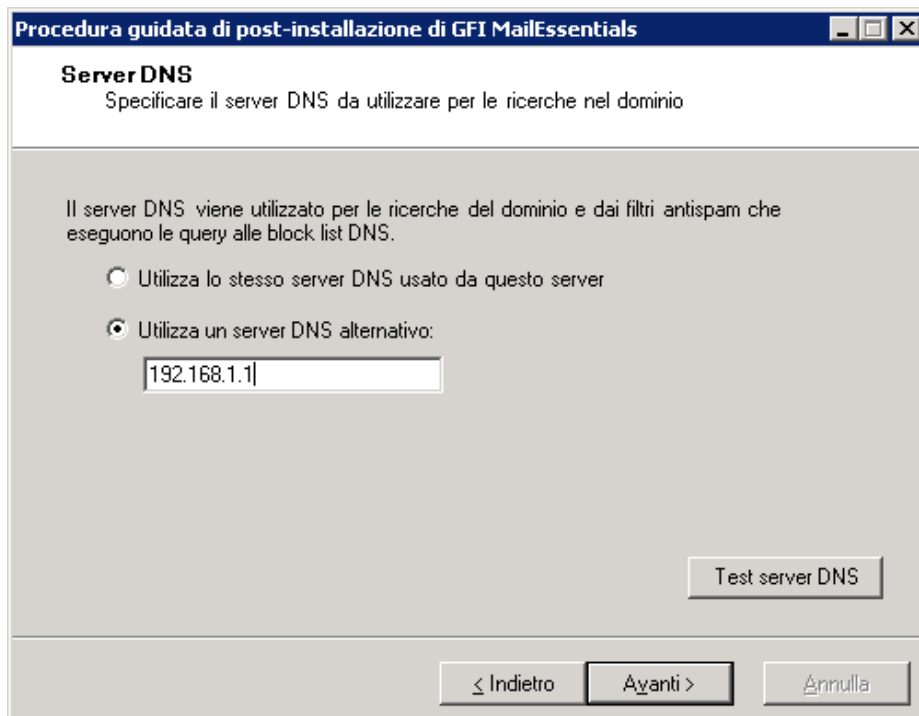 Procedura guidata di post-installazione di GFI MailEssentials
Server DNS
Specificare il server DNS da utilizzare per le ricerche nel dominio
Il server DNS viene utilizzato per le ricerche del dominio e dai filtri antispam che
eseguono le query alle block list DNS.
Utilizza lo stesso server DNS usato da questo server
Utilizza un server DNS alternativo:
192.168.1.1
Test server DNS
< Indietro
Avanti >
Annulla